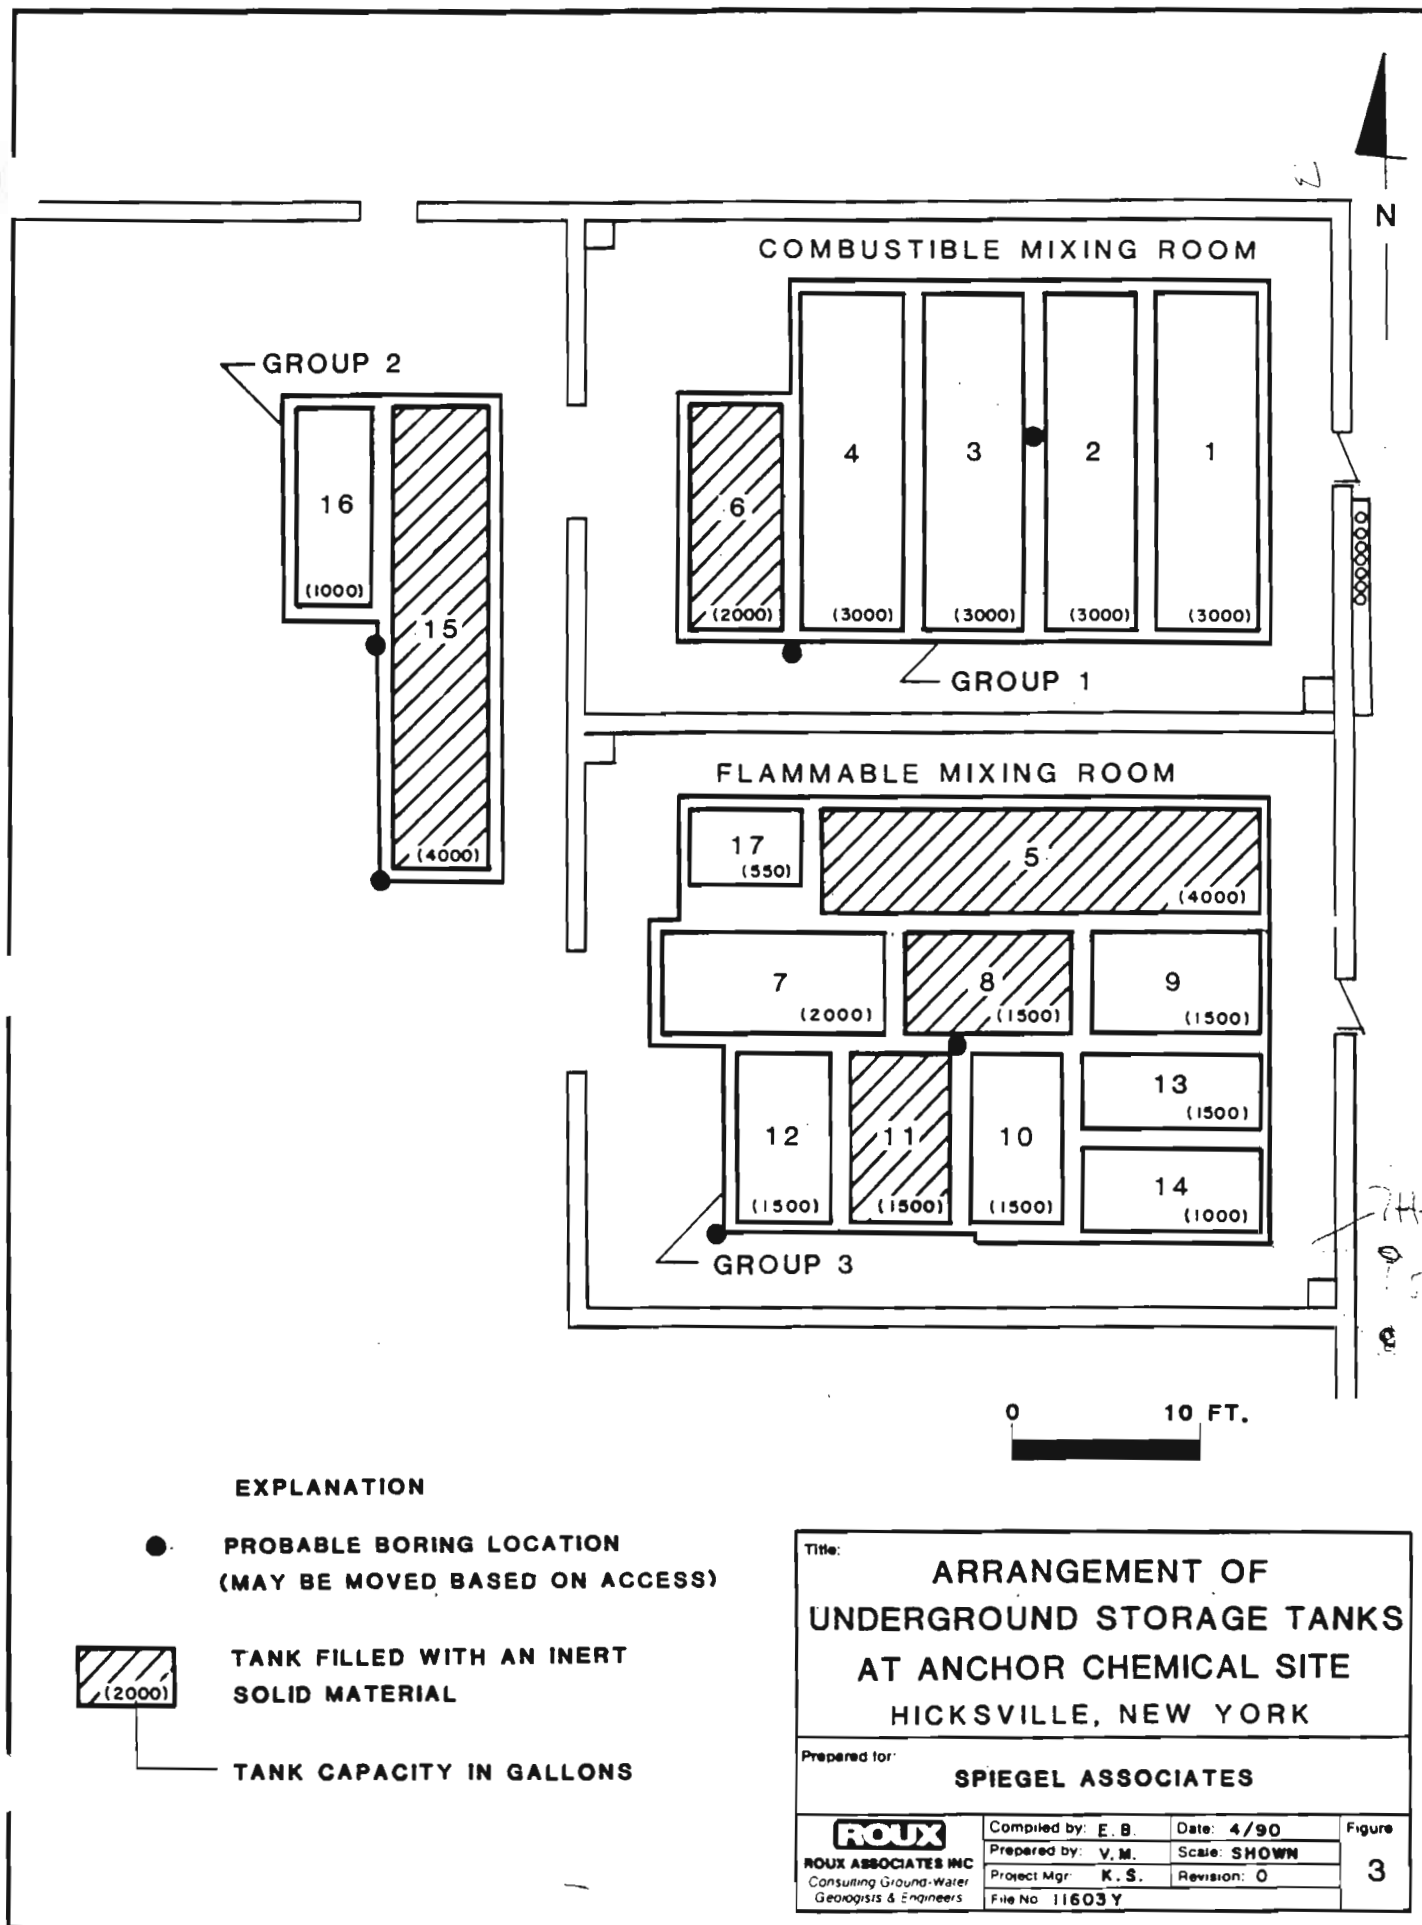 N
COMBUSTIBLE MIXING ROOM
GROUP 2
4
3
2
1
16
6
(1000)
(2000)
(3000)
(3000)
(3000)
(3000)
15
GROUP 1
FLAMMABLE MIXING ROOM
(4000)
17
(550)
5
(4000)
7
(2000)
8
(1500)
9
(1500)
13
(1500)
12
(1500)
11
(1500)
10
(1500)
14
(1000)
GROUP 3
0 10 FT.
EXPLANATION
PROBABLE BORING LOCATION
(MAY BE MOVED BASED ON ACCESS)
TANK FILLED WITH AN INERT
SOLID MATERIAL
(2000)
TANK CAPACITY IN GALLONS
Title:
ARRANGEMENT OF
UNDERGROUND STORAGE TANKS
AT ANCHOR CHEMICAL SITE
HICKSVILLE, NEW YORK
Prepared for:
SPIEGEL ASSOCIATES
ROUX
ROUX ASSOCIATES INC
Consulting Ground-Water
Geologists & Engineers
Compiled by: E.B. Date: 4/90
Prepared by: V.M. Scale: SHOWN
Project Mgr: K.S. Revision: 0
File No 11603Y
Figure
3